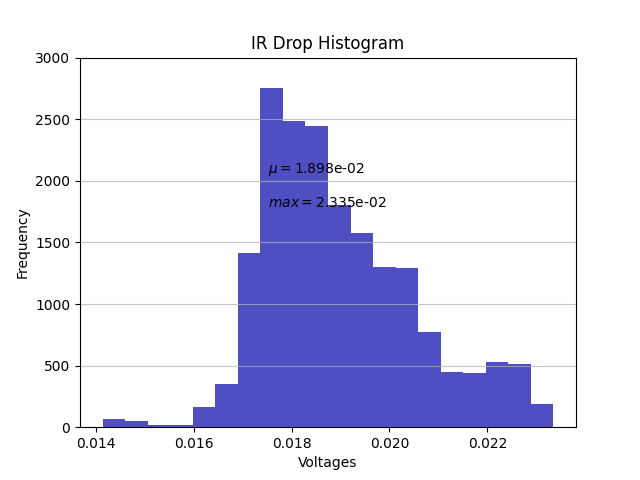 IR Drop Histogram
3000
2500
2000
1500
1000
500
0
Frequency
μ = 1.898e-02
max = 2.335e-02
0.014 0.016 0.018 0.020 0.022
Voltages